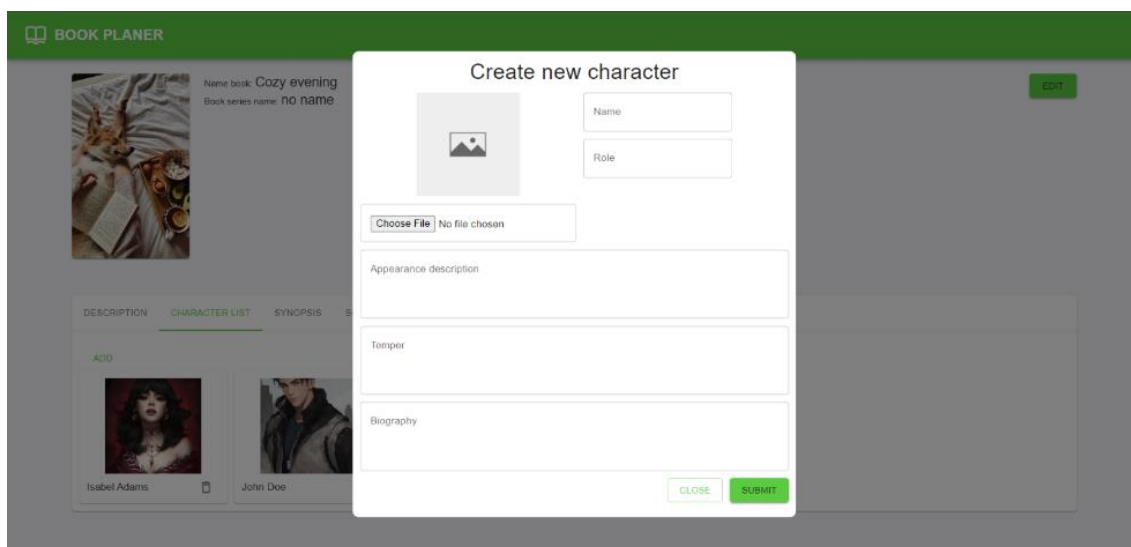 BOOK PLANER
Name book: Cozy evening
Book series name: no name
EDIT
Create new character
Name
Role
Choose File No file chosen
Appearance description
Temper
Biography
CLOSE SUBMIT
DESCRIPTION CHARACTER LIST SYNOPSIS S
ADD
Isabel Adams John Doe